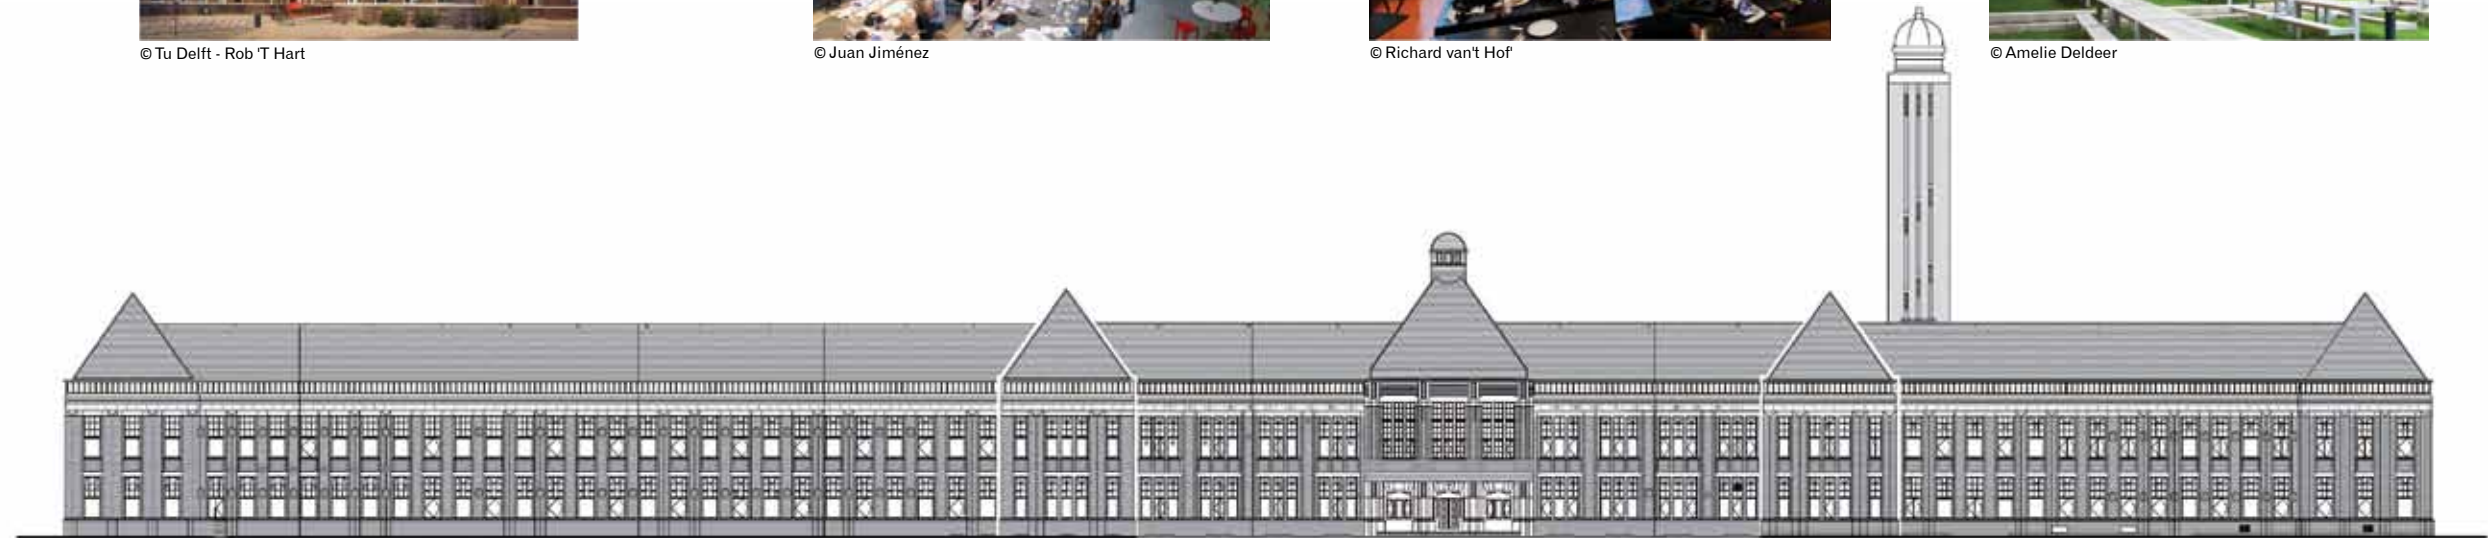 © Tu Delft - Rob 'T Hart
© Juan Jiménez
© Richard van't Hof'
© Amelie Deldeer